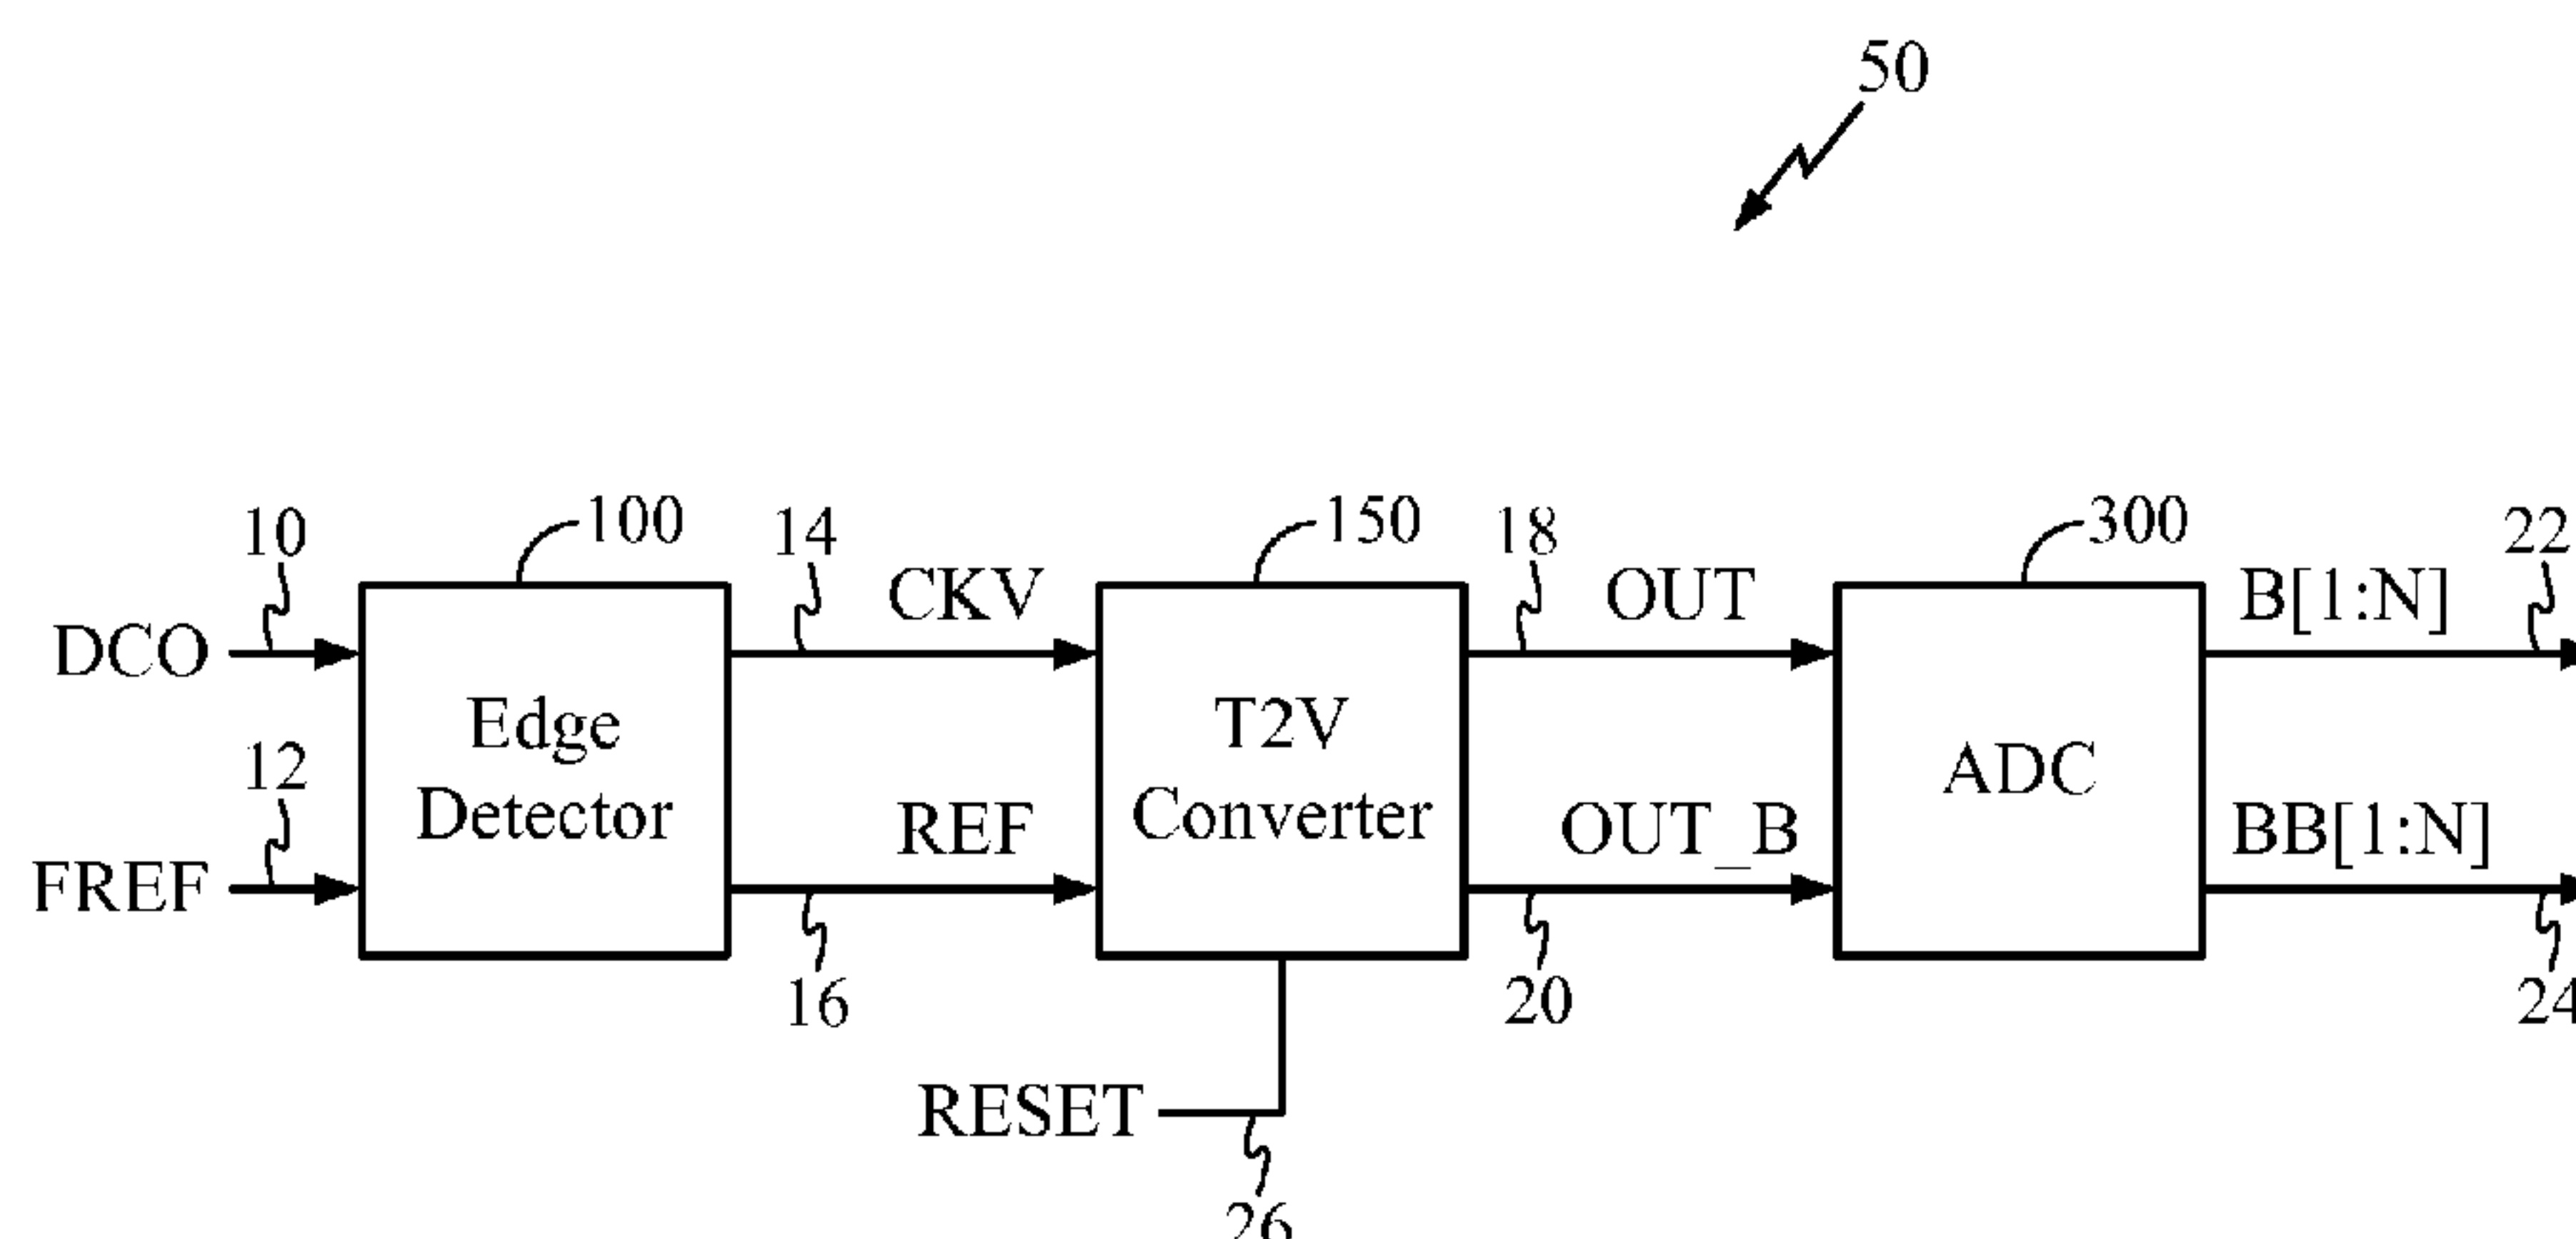 50
10
100
14
150
18
300
22
CKV
OUT
B[1:N]
DCO
Edge
Detector
T2V
Converter
ADC
12
REF
OUT_B
BB[1:N]
FREF
16
20
24
RESET
26